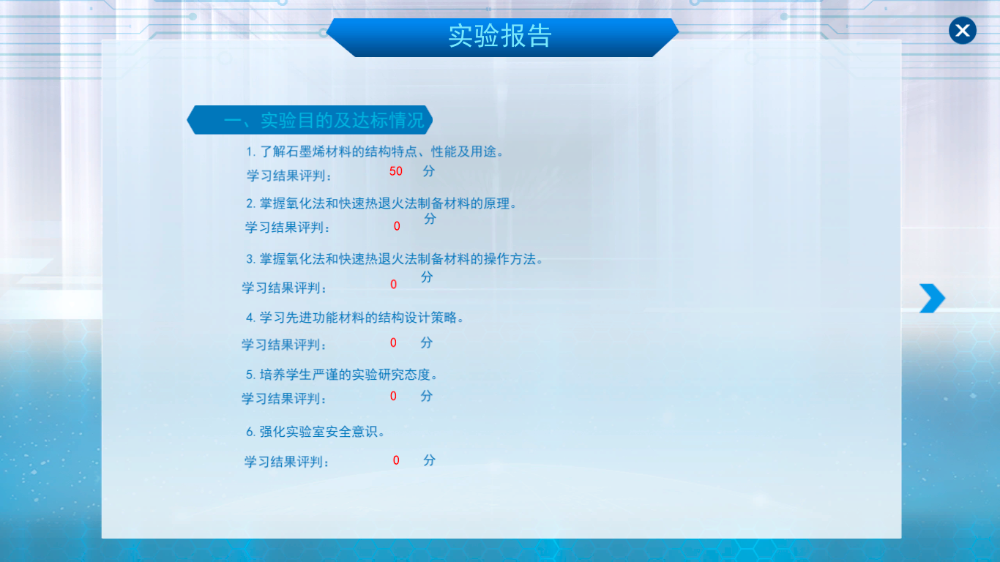 实验报告
一、实验目的及达标情况
1.了解石墨烯材料的结构特点、性能及用途。
学习结果评判： 50 分
2.掌握氧化法和快速热退火法制备材料的原理。
学习结果评判： 0 分
3.掌握氧化法和快速热退火法制备材料的操作方法。
学习结果评判： 0 分
4.学习先进功能材料的结构设计策略。
学习结果评判： 0 分
5.培养学生严谨的实验研究态度。
学习结果评判： 0 分
6.强化实验室安全意识。
学习结果评判： 0 分